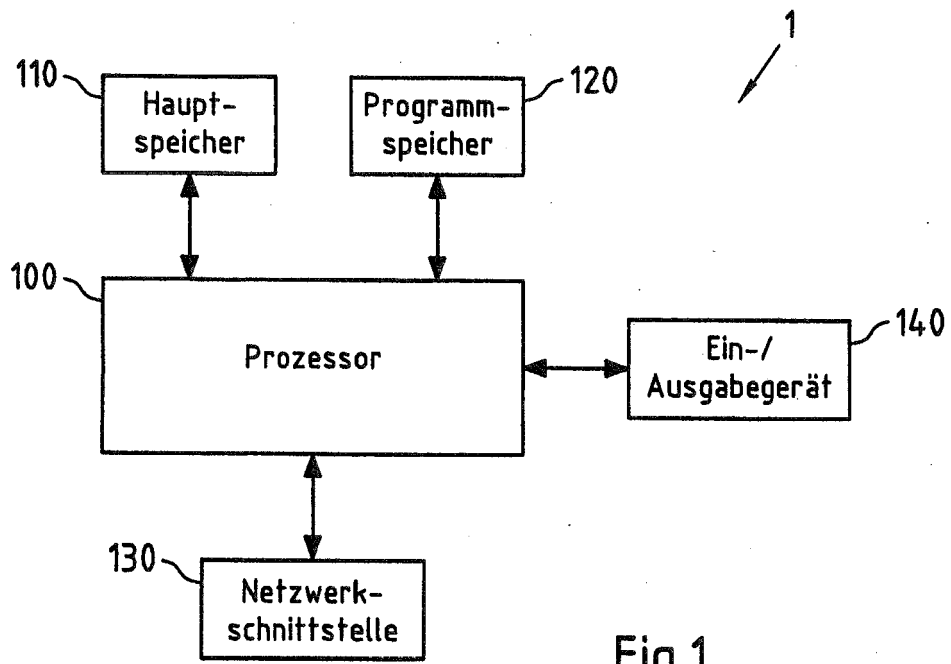 1
110
Haupt-
speicher
Programm-
speicher
120
100
Prozessor
Ein-/
Ausgabegerät
140
130
Netzwerk-
schnittstelle
Fig.1